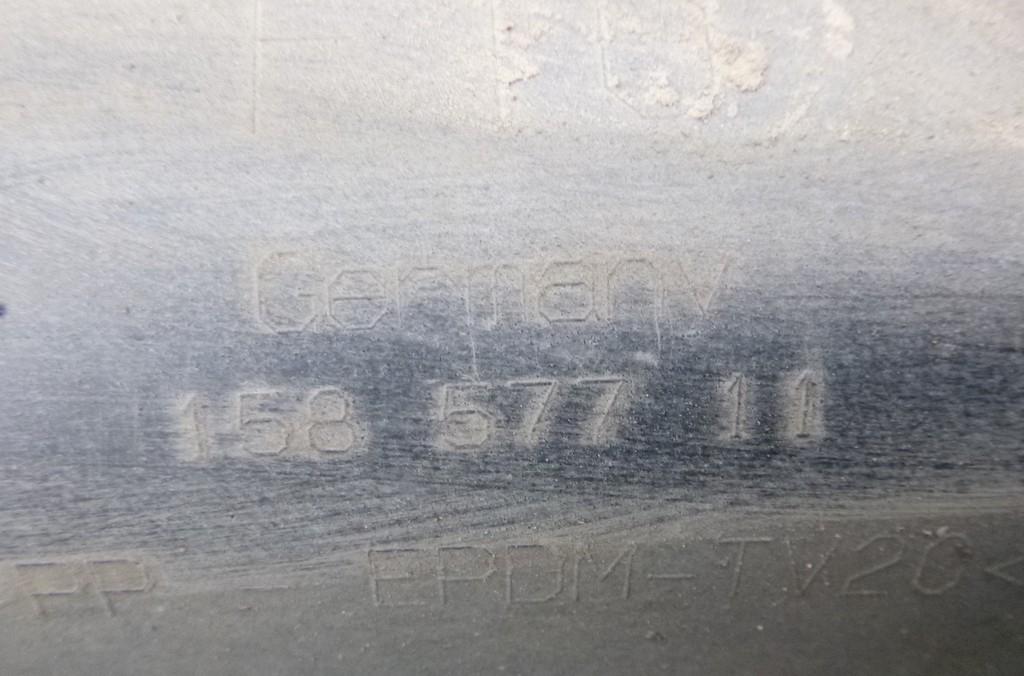 Germany
158 577 11
>PP - EPDM-TV20<